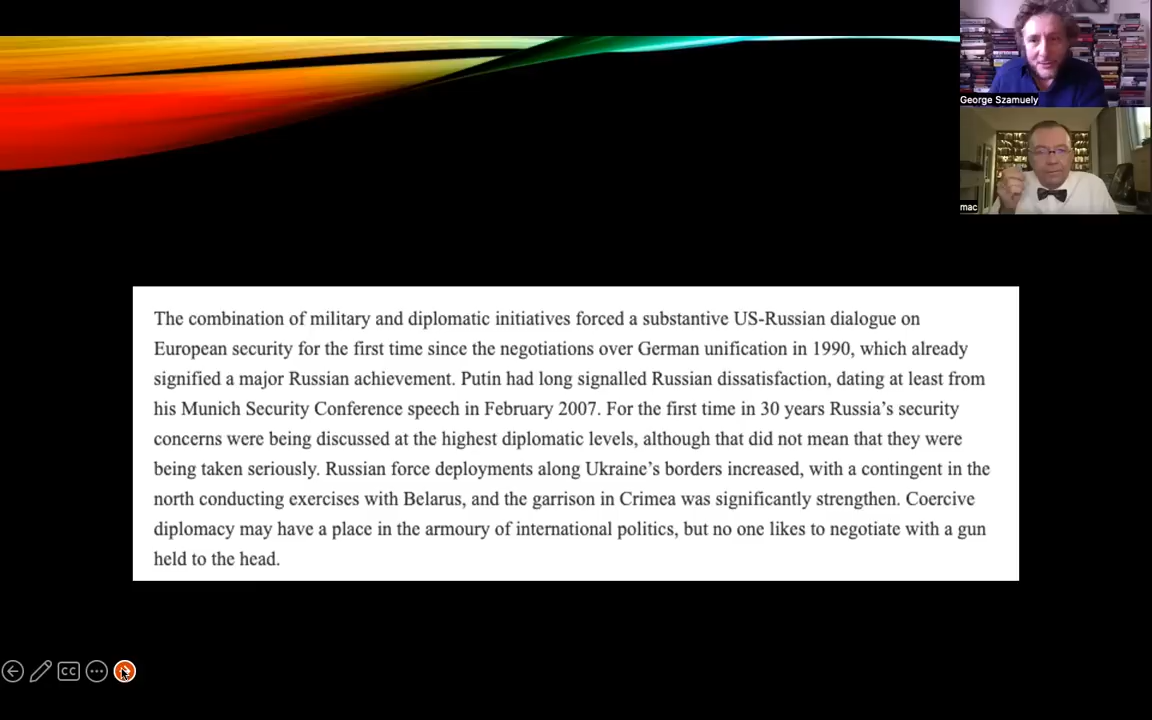 George Szamuely
mac
The combination of military and diplomatic initiatives forced a substantive US-Russian dialogue on
European security for the first time since the negotiations over German unification in 1990, which already
signified a major Russian achievement. Putin had long signalled Russian dissatisfaction, dating at least from
his Munich Security Conference speech in February 2007. For the first time in 30 years Russia’s security
concerns were being discussed at the highest diplomatic levels, although that did not mean that they were
being taken seriously. Russian force deployments along Ukraine’s borders increased, with a contingent in the
north conducting exercises with Belarus, and the garrison in Crimea was significantly strengthen. Coercive
diplomacy may have a place in the armoury of international politics, but no one likes to negotiate with a gun
held to the head.
CC